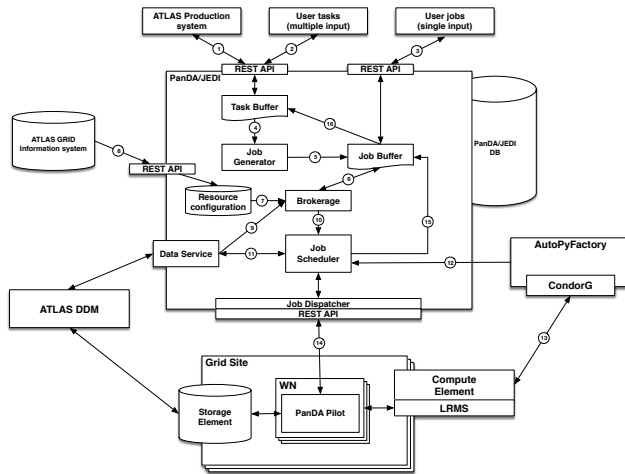 ATLAS Production
system
User tasks
(multiple input)
User jobs
(single input)
1
2
3
REST API
REST API
PanDA/JEDI
Task Buffer
16
4
ATLAS GRID
Information system
8
REST API
Job
Generator
5
Job Buffer
PanDA/JEDI
DB
6
Resource
configuration
7
Brokerage
9
10
15
Data Service
11
Job
Scheduler
12
AutoPyFactory
CondorG
ATLAS DDM
Job Dispatcher
REST API
13
14
Grid Site
WN
Storage
Element
PanDA Pilot
Compute
Element
LRMS